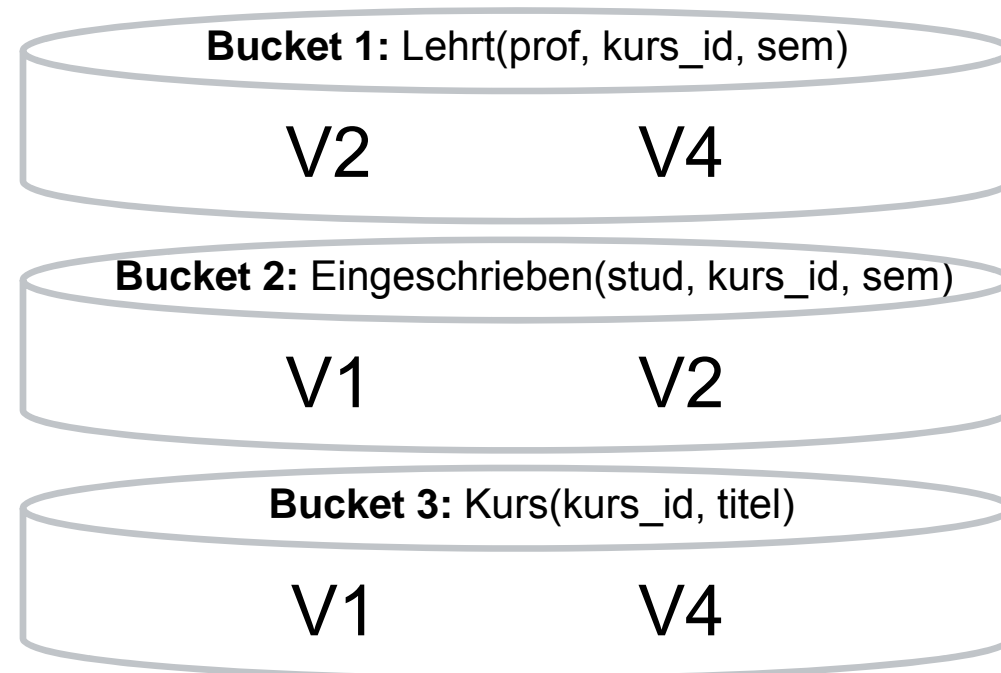 Bucket 1: Lehrt(prof, kurs_id, sem)
V2 V4
Bucket 2: Eingeschrieben(stud, kurs_id, sem)
V1 V2
Bucket 3: Kurs(kurs_id, titel)
V1 V4